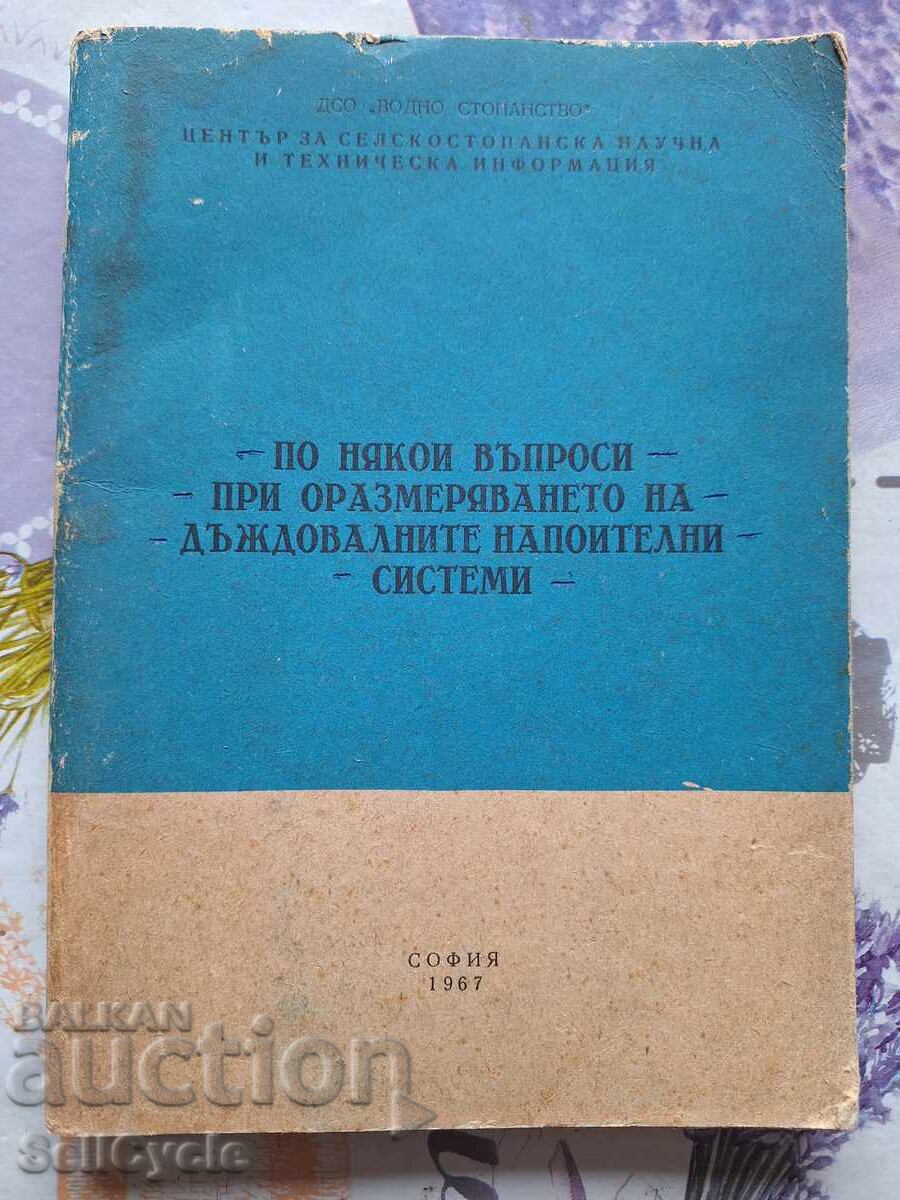 ДСО „ВОДНО СТОПАНСТВО"
ЦЕНТЪР ЗА СЕЛСКОСТОПАНСКА НАУЧНА
И ТЕХНИЧЕСКА ИНФОРМАЦИЯ
- ПО НЯКОИ ВЪПРОСИ -
- ПРИ ОРАЗМЕРЯВАНЕТО НА -
- ДЪЖДОВАЛНИТЕ НАПОИТЕЛНИ -
- СИСТЕМИ -
СОФИЯ
1967
BALKAN
auction
SellCycle